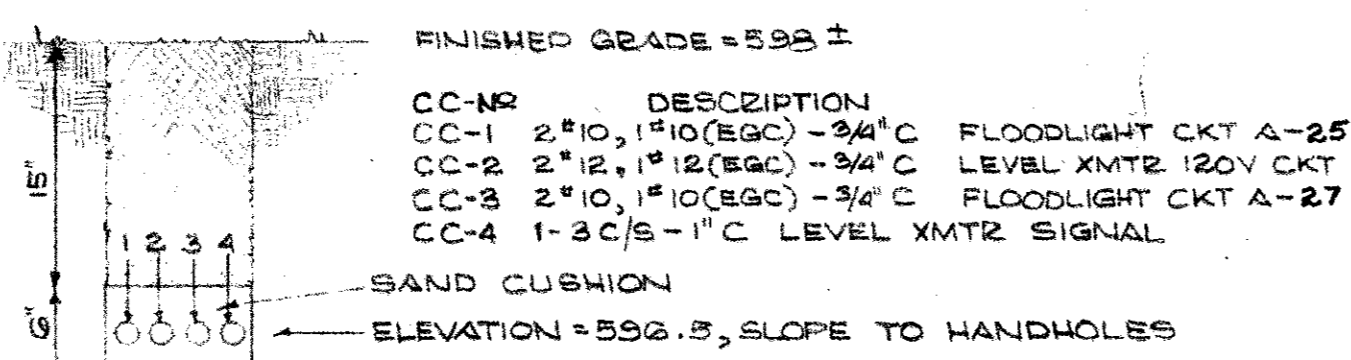 FINISHED GRADE = 598 ±
CC-Nº DESCRIPTION
CC-1 2#10, 1#10(EGC) - 3/4"C FLOODLIGHT CKT A-25
CC-2 2#12, 1#12(EGC) - 3/4"C LEVEL XMTR 120V CKT
CC-3 2#10, 1#10(EGC) - 3/4"C FLOODLIGHT CKT A-27
CC-4 1-3C/S-1"C LEVEL XMTR SIGNAL
15"
1 2 3 4
SAND CUSHION
6"
ELEVATION = 596.5, SLOPE TO HANDHOLES